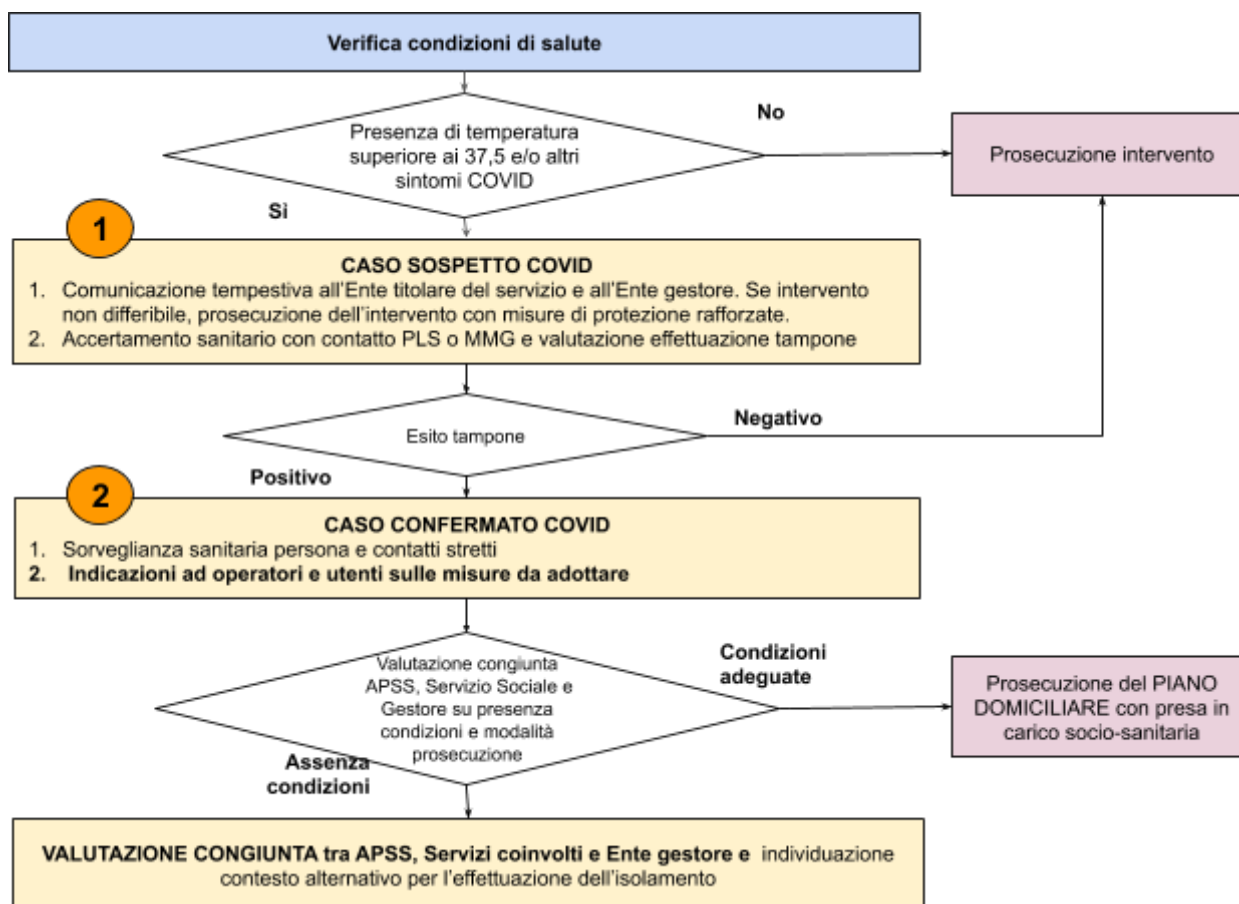 Verifica condizioni di salute
Presenza di temperatura
superiore ai 37,5 e/o altri
sintomi COVID
No
Prosecuzione intervento
Sì
1
CASO SOSPETTO COVID
1. Comunicazione tempestiva all'Ente titolare del servizio e all'Ente gestore. Se intervento
non differibile, prosecuzione dell'intervento con misure di protezione rafforzate.
2. Accertamento sanitario con contatto PLS o MMG e valutazione effettuazione tampone
Esito tampone
Negativo
Positivo
2
CASO CONFERMATO COVID
1. Sorveglianza sanitaria persona e contatti stretti
2. Indicazioni ad operatori e utenti sulle misure da adottare
Valutazione congiunta
APSS, Servizio Sociale e
Gestore su presenza
condizioni e modalità
prosecuzione
Condizioni
adeguate
Prosecuzione del PIANO
DOMICILIARE con presa in
carico socio-sanitaria
Assenza
condizioni
VALUTAZIONE CONGIUNTA tra APSS, Servizi coinvolti e Ente gestore e individuazione
contesto alternativo per l'effettuazione dell'isolamento